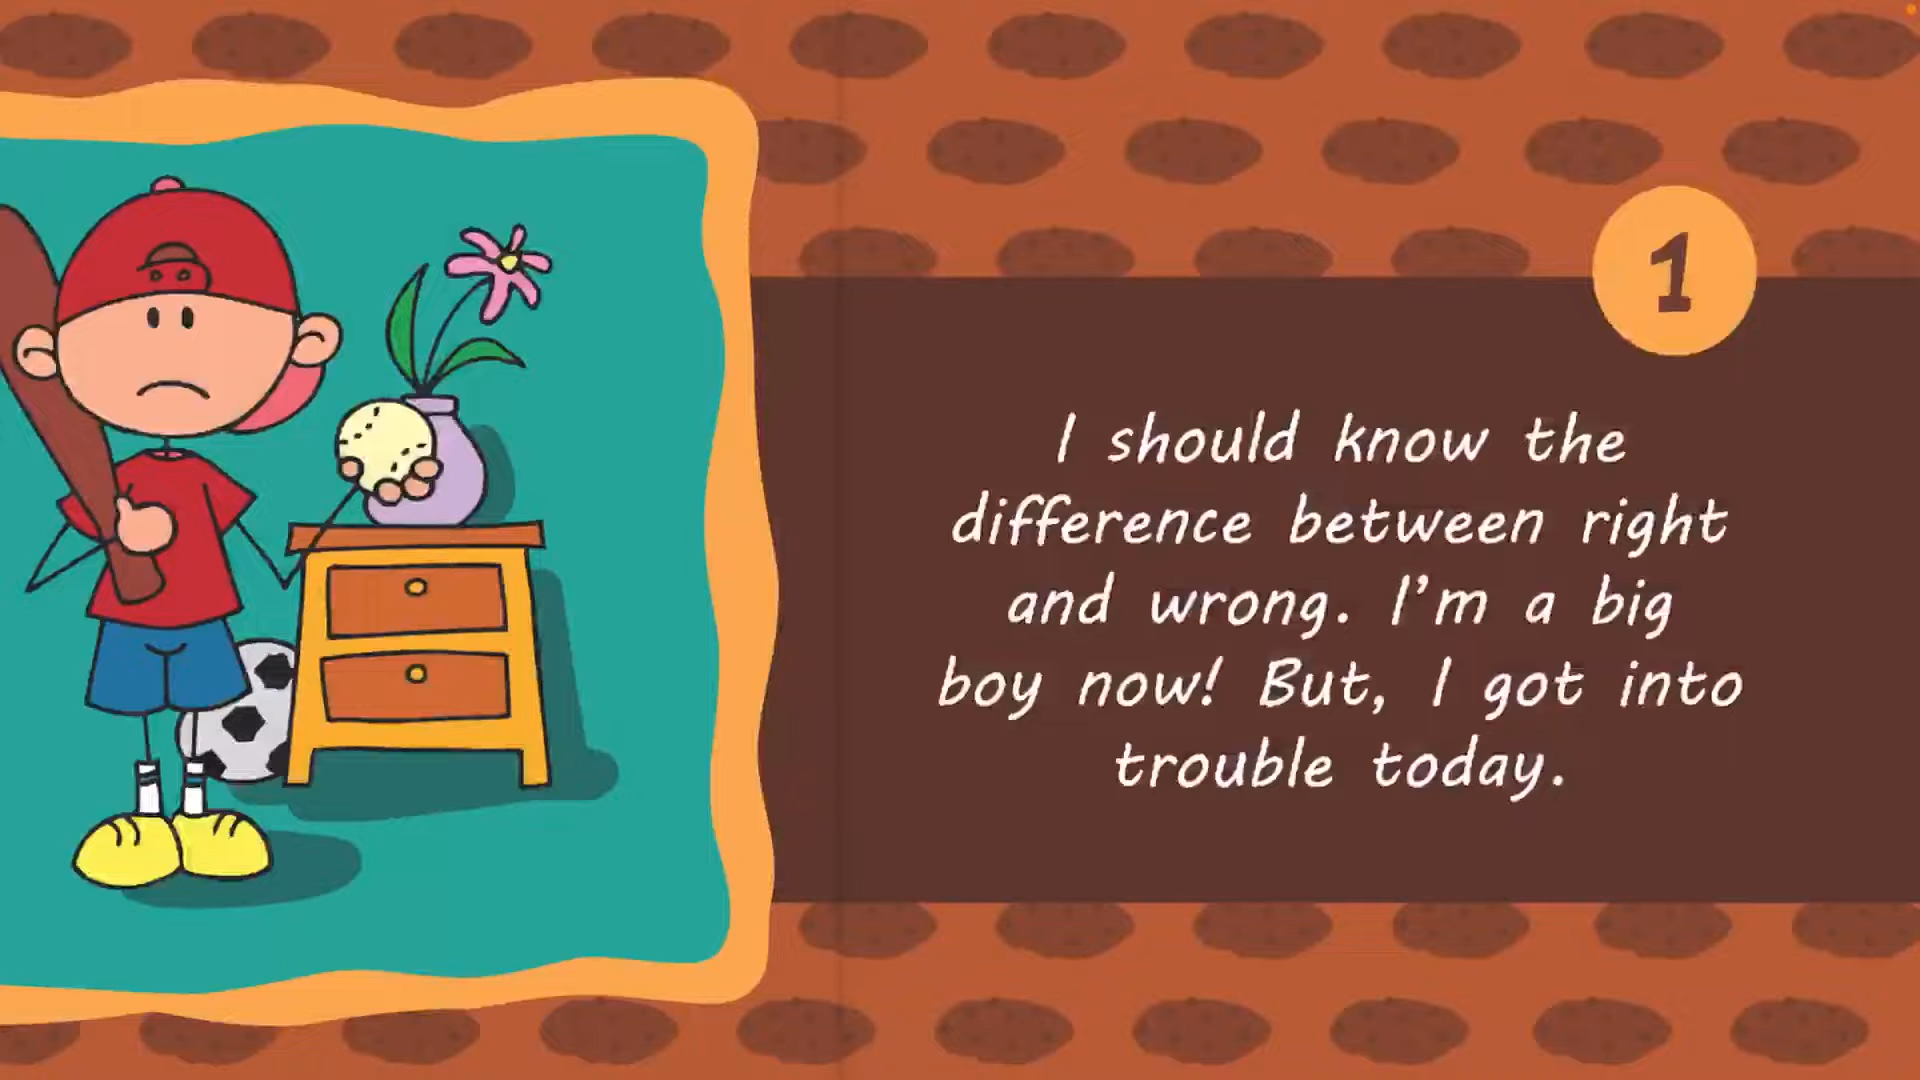 1
I should know the
difference between right
and wrong. I'm a big
boy now! But, I got into
trouble today.